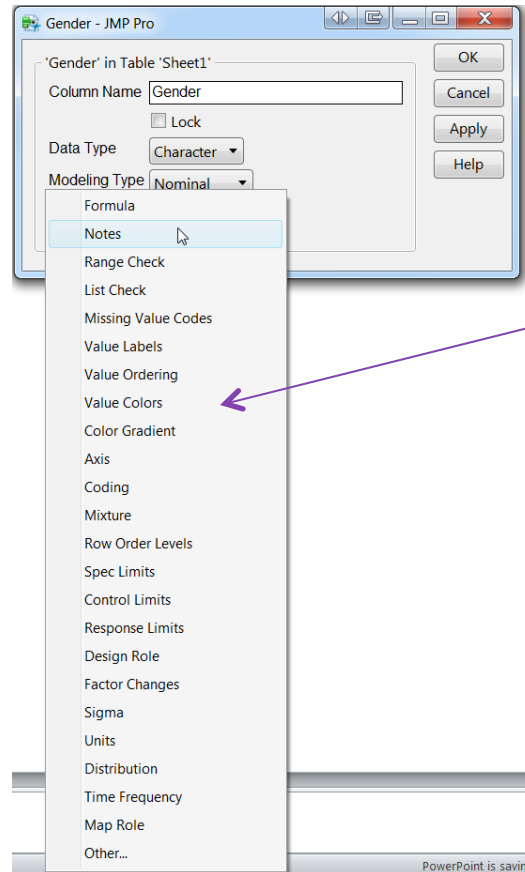 Gender - JMP Pro
'Gender' in Table 'Sheet1'
Column Name Gender
Lock
Data Type Character
Modeling Type Nominal
OK
Cancel
Apply
Help
Formula
Notes
Range Check
List Check
Missing Value Codes
Value Labels
Value Ordering
Value Colors
Color Gradient
Axis
Coding
Mixture
Row Order Levels
Spec Limits
Control Limits
Response Limits
Design Role
Factor Changes
Sigma
Units
Distribution
Time Frequency
Map Role
Other...
PowerPoint is savin